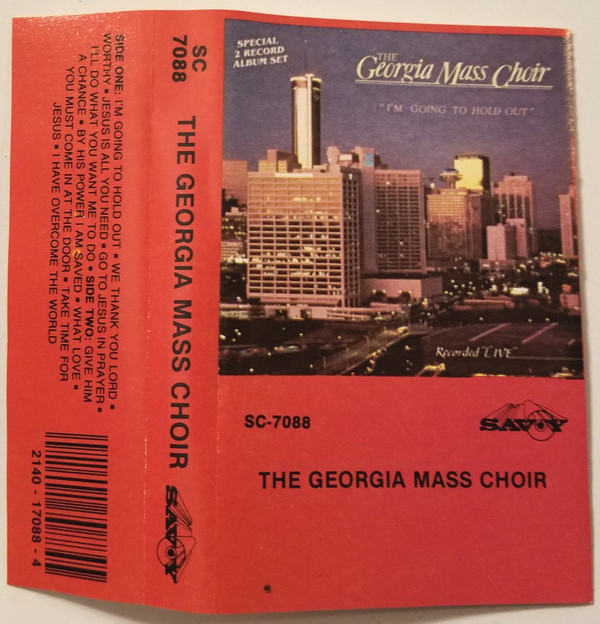 SPECIAL
2 RECORD
ALBUM SET
THE
Georgia Mass Choir
"I'M GOING TO HOLD OUT"
Recorded "LIVE"
SC-7088
SAVOY
THE GEORGIA MASS CHOIR
SC
7088
THE GEORGIA MASS CHOIR
SAVOY
SIDE ONE: I'M GOING TO HOLD OUT ▪ WE THANK YOU LORD ▪
WORTHY ▪ JESUS IS ALL YOU NEED ▪ GO TO JESUS IN PRAYER ▪
I'LL DO WHAT YOU WANT ME TO DO ▪ SIDE TWO: GIVE HIM
A CHANCE ▪ BY HIS POWER I AM SAVED ▪ WHAT LOVE ▪
YOU MUST COME IN AT THE DOOR ▪ TAKE TIME FOR
JESUS ▪ I HAVE OVERCOME THE WORLD
2140 - 17088 - 4